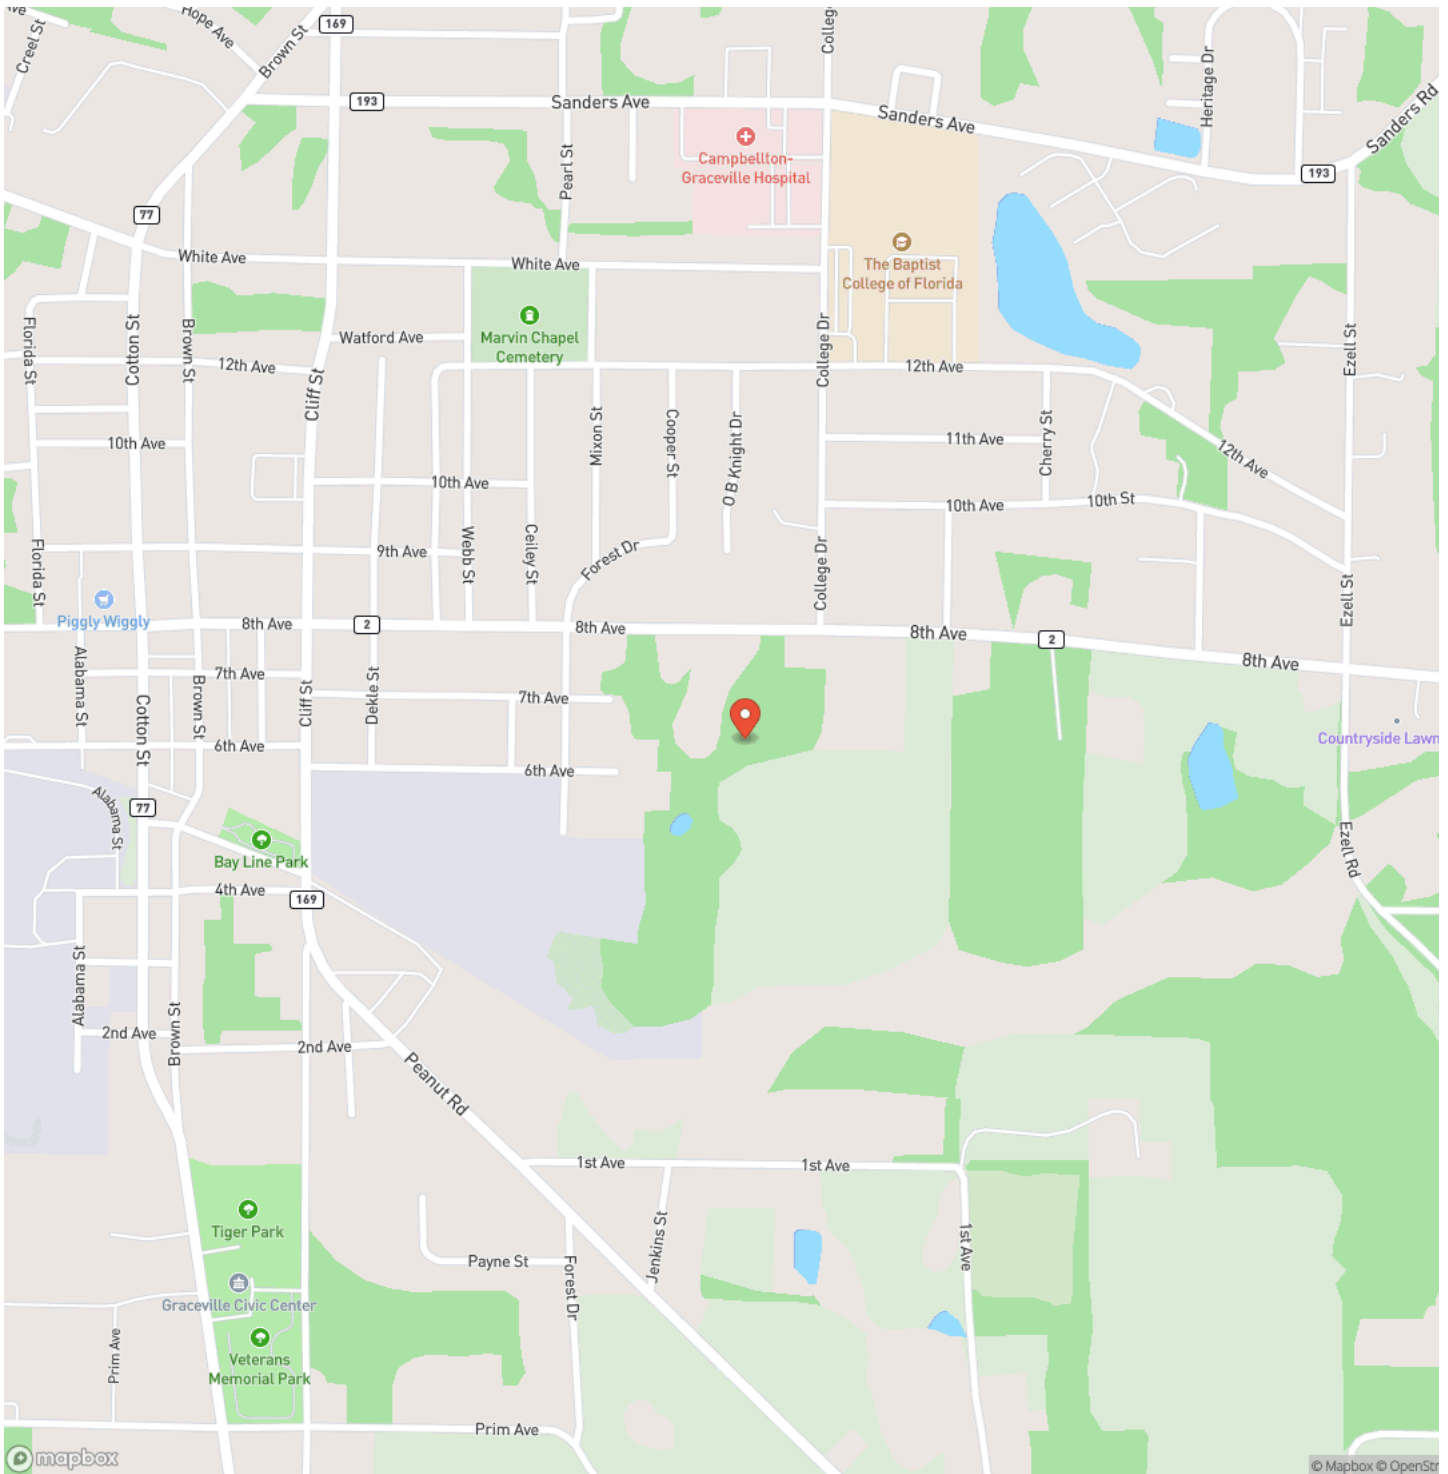 ve
Creel St
Hope Ave
Brown St
169
Colleg
Heritage Dr
Sanders Rd
193
Sanders Ave
Sanders Ave
193
Pearl St
Campbellton-
Graceville Hospital
77
White Ave
White Ave
The Baptist
College of Florida
Florida St
Cotton St
Brown St
Marvin Chapel
Cemetery
Watford Ave
12th Ave
Cliff St
College Dr
12th Ave
Ezell St
10th Ave
Mixon St
Cooper St
O B Knight Dr
11th Ave
Cherry St
12th Ave
10th Ave
10th Ave
10th St
Florida St
9th Ave
Webb St
Ceiley St
Forest Dr
College Dr
Ezell St
Piggly Wiggly
8th Ave
2
8th Ave
8th Ave
2
8th Ave
Alabama St
7th Ave
Brown St
Cliff St
Dekle St
7th Ave
Cotton St
6th Ave
6th Ave
Countryside Lawn
77
Alabama St
Bay Line Park
Ezell Rd
4th Ave
169
Alabama St
2nd Ave
Brown St
2nd Ave
Peanut Rd
1st Ave
1st Ave
Tiger Park
Payne St
Jenkins St
Forest Dr
1st Ave
Graceville Civic Center
Prim Ave
Veterans
Memorial Park
Prim Ave
mapbox
© Mapbox © OpenStr